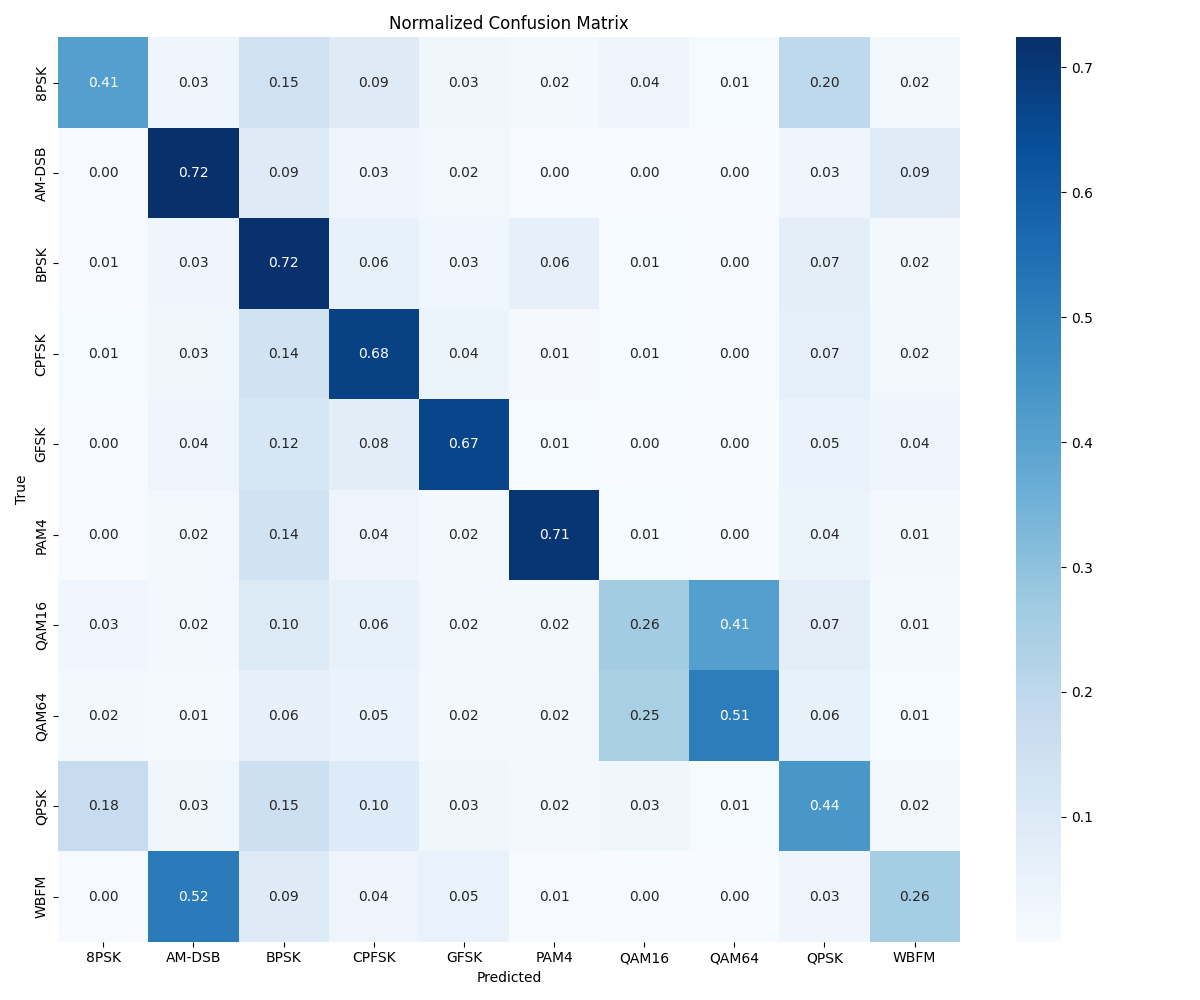 Normalized Confusion Matrix
8PSK 0.41 0.03 0.15 0.09 0.03 0.02 0.04 0.01 0.20 0.02
AM-DSB 0.00 0.72 0.09 0.03 0.02 0.00 0.00 0.00 0.03 0.09
BPSK 0.01 0.03 0.72 0.06 0.03 0.06 0.01 0.00 0.07 0.02
CPFSK 0.01 0.03 0.14 0.68 0.04 0.01 0.01 0.00 0.07 0.02
GFSK 0.00 0.04 0.12 0.08 0.67 0.01 0.00 0.00 0.05 0.04
PAM4 0.00 0.02 0.14 0.04 0.02 0.71 0.01 0.00 0.04 0.01
QAM16 0.03 0.02 0.10 0.06 0.02 0.02 0.26 0.41 0.07 0.01
QAM64 0.02 0.01 0.06 0.05 0.02 0.02 0.25 0.51 0.06 0.01
QPSK 0.18 0.03 0.15 0.10 0.03 0.02 0.03 0.01 0.44 0.02
WBFM 0.00 0.52 0.09 0.04 0.05 0.01 0.00 0.00 0.03 0.26
8PSK AM-DSB BPSK CPFSK GFSK PAM4 QAM16 QAM64 QPSK WBFM
Predicted
True
0.7
0.6
0.5
0.4
0.3
0.2
0.1